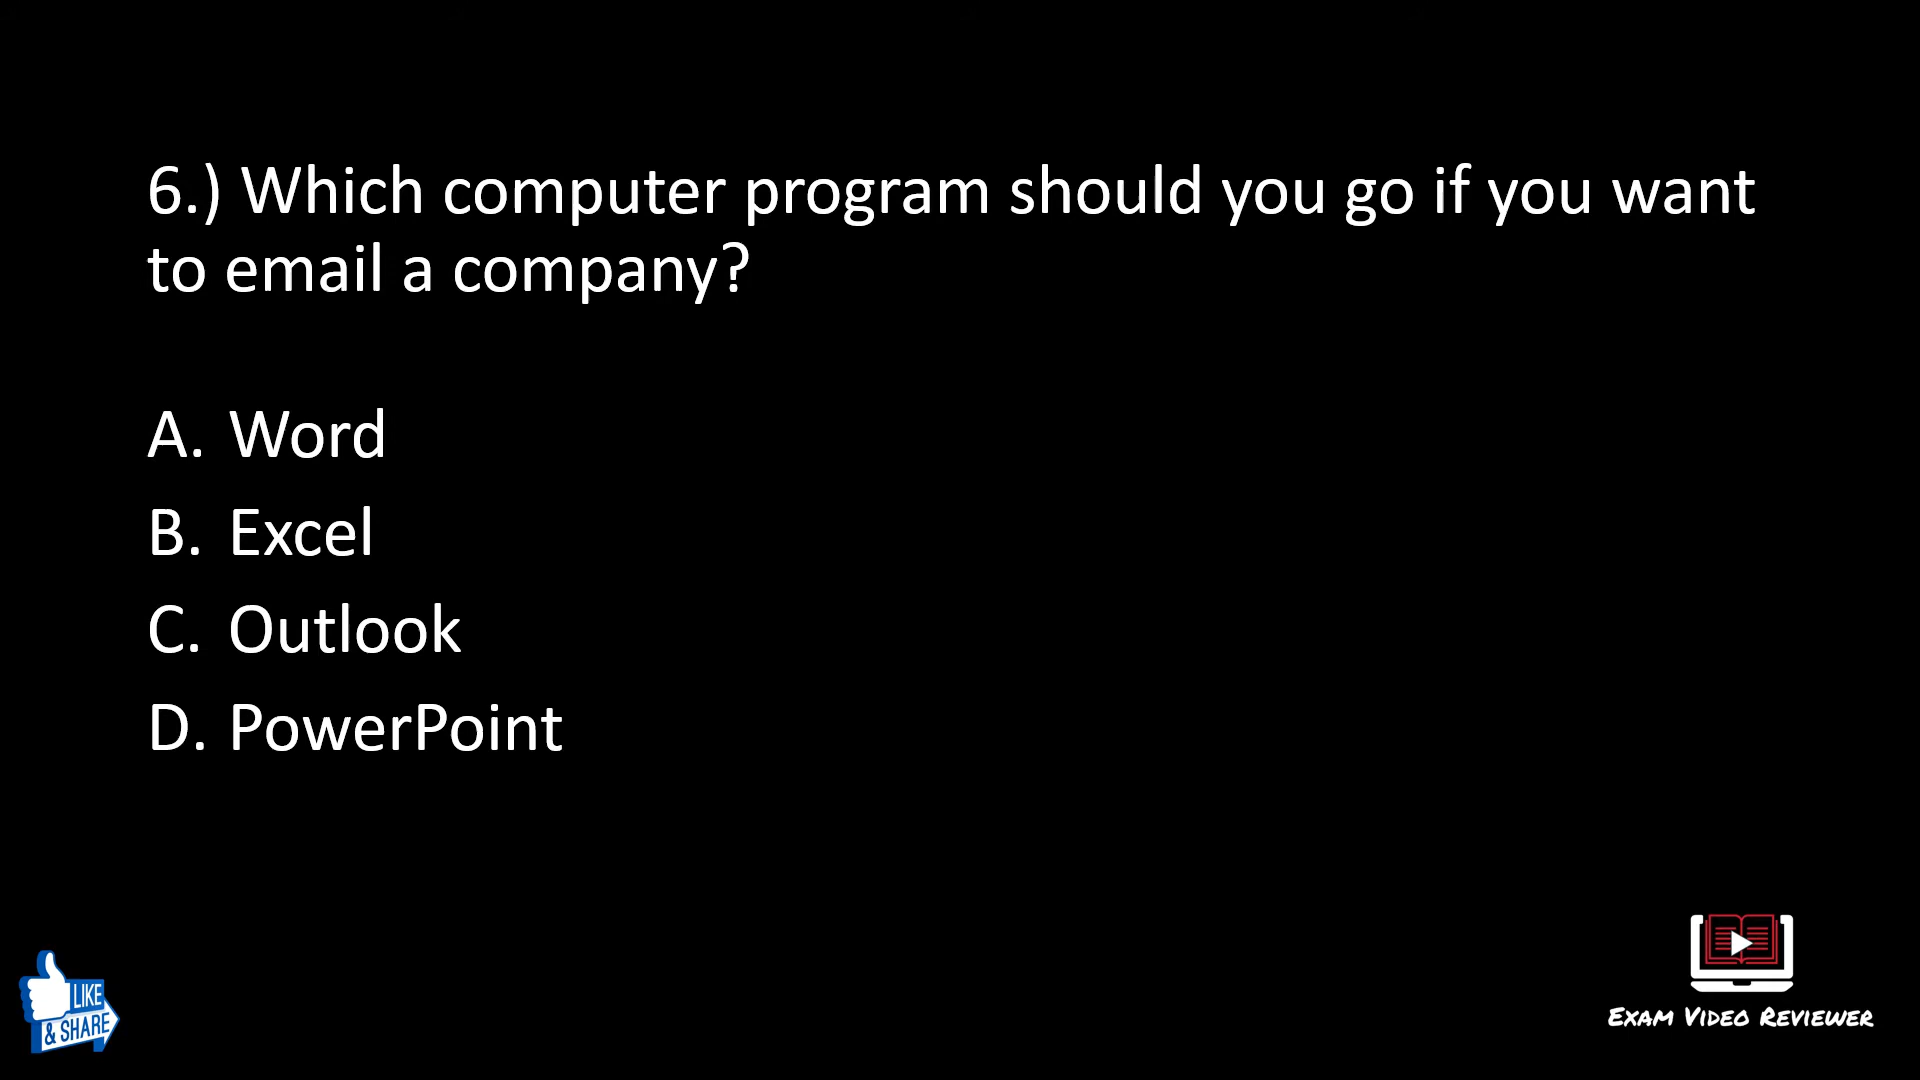 6.) Which computer program should you go if you want
to email a company?
A. Word
B. Excel
C. Outlook
D. PowerPoint
LIKE
& SHARE
Exam Video Reviewer